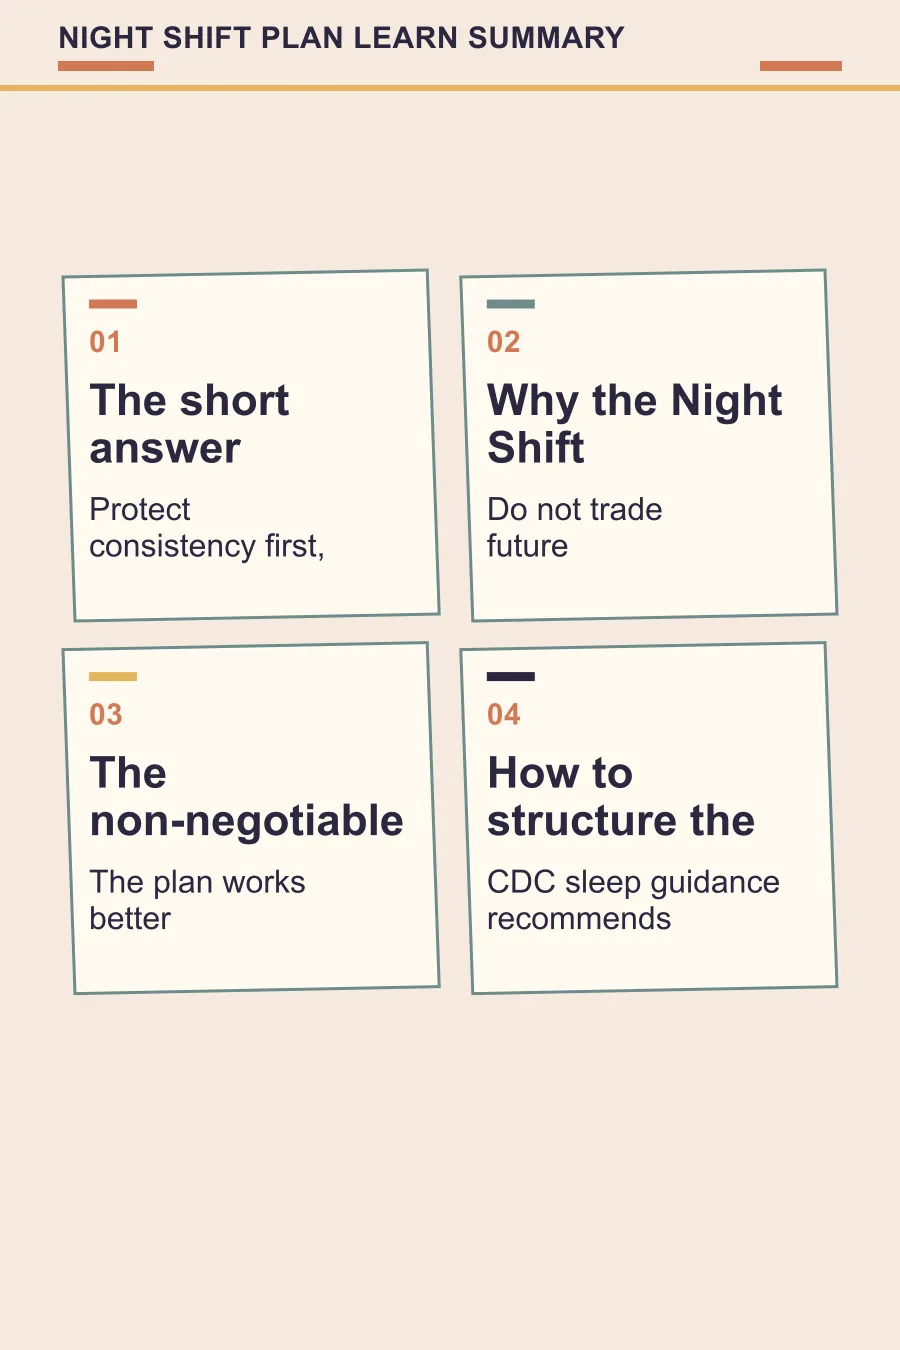 NIGHT SHIFT PLAN LEARN SUMMARY
01
The short
answer
Protect
consistency first,
02
Why the Night
Shift
Do not trade
future
03
The
non-negotiable
The plan works
better
04
How to
structure the
CDC sleep guidance
recommends